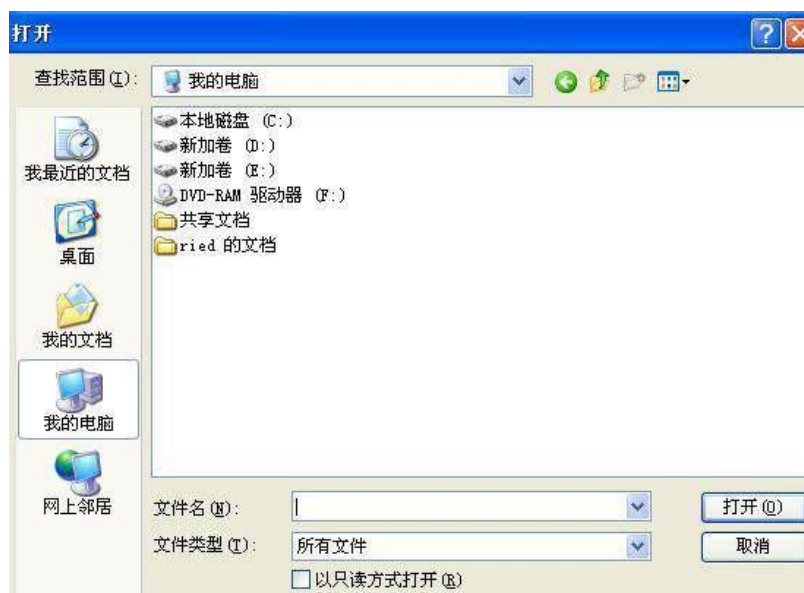 打开
查找范围(I):
我的电脑
我最近的文档
桌面
我的文档
我的电脑
网上邻居
本地磁盘 (C:)
新加卷 (D:)
新加卷 (E:)
DVD-RAM 驱动器 (F:)
共享文档
ried 的文档
文件名(N):
打开(O)
文件类型(T):
所有文件
取消
以只读方式打开(R)